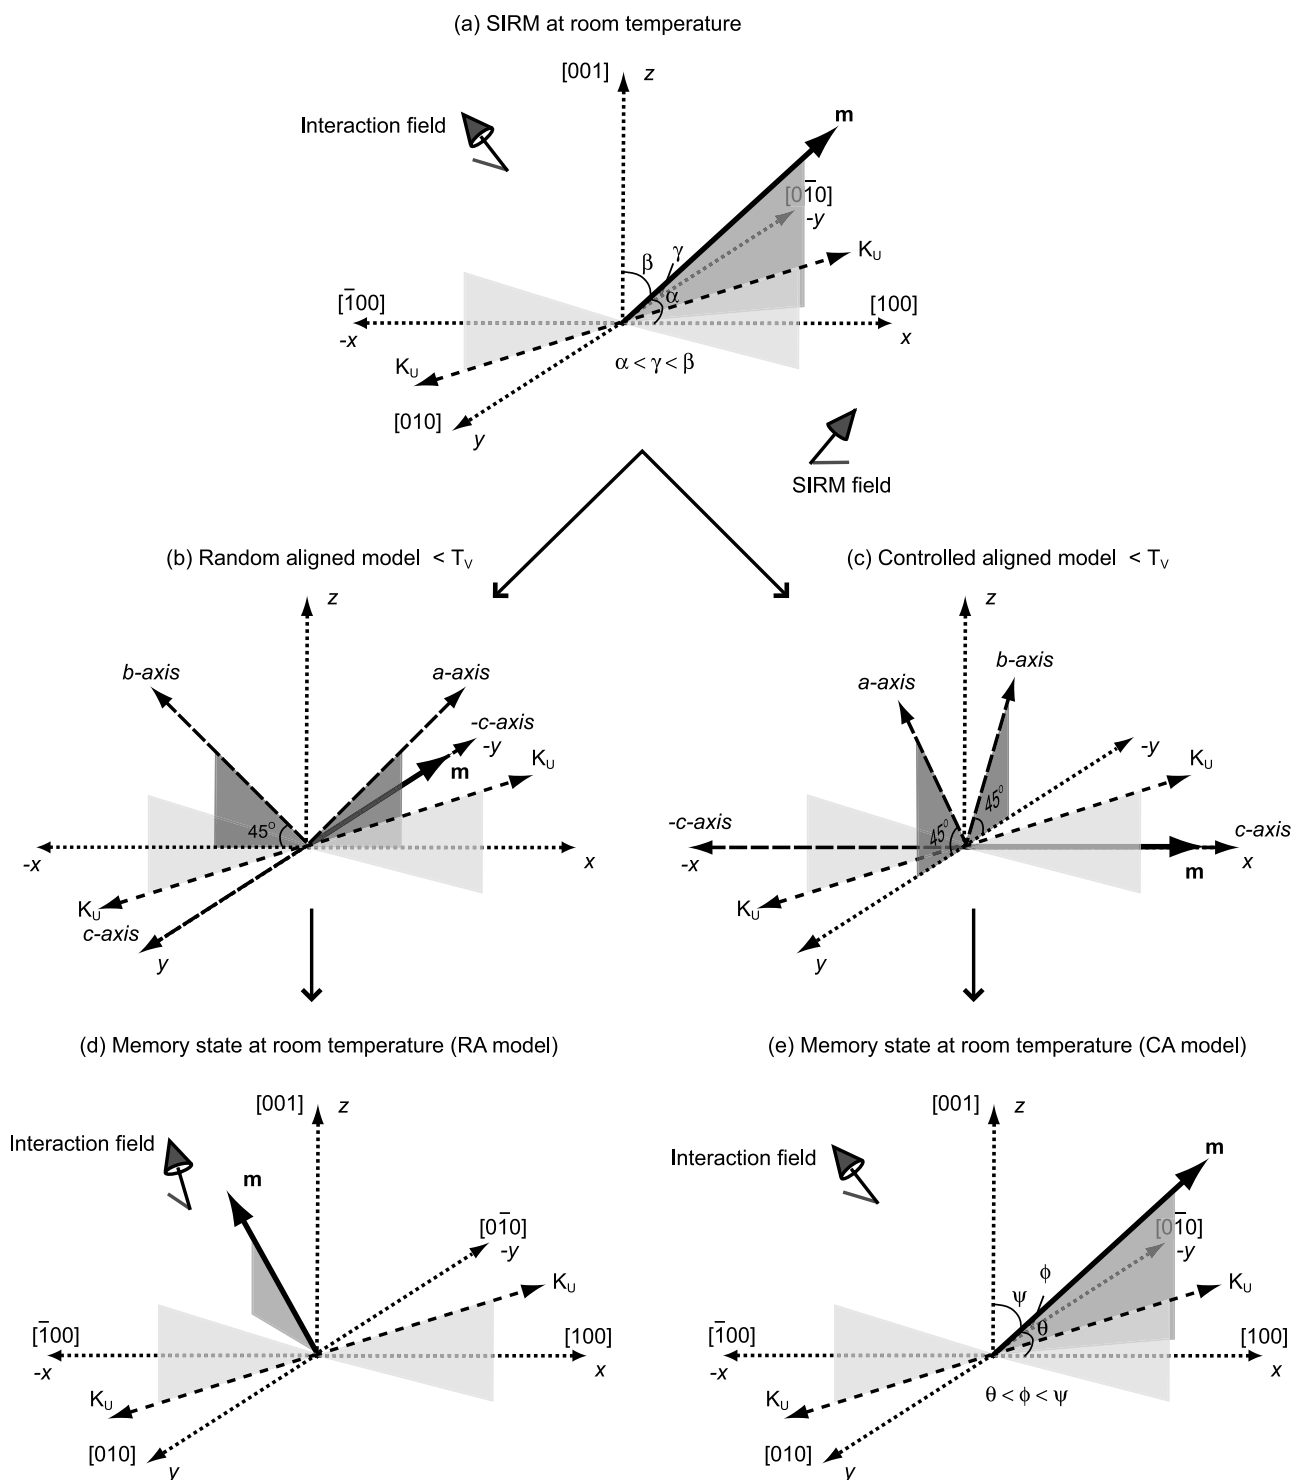 (a) SIRM at room temperature
[001] z
Interaction field
m
[01̅0]
-y
K_U
β γ
α
[1̅00]
-x
[100]
x
α < γ < β
K_U
[010]
y
SIRM field
(b) Random aligned model < T_V
z
b-axis
a-axis
-c-axis
-y
m
K_U
45°
-x
x
K_U
c-axis
y
(c) Controlled aligned model < T_V
z
b-axis
a-axis
-y
K_U
45°
45°
-c-axis
-x
c-axis
x
m
K_U
y
(d) Memory state at room temperature (RA model)
[001] z
Interaction field
m
[01̅0]
-y
K_U
[1̅00]
-x
[100]
x
K_U
[010]
y
(e) Memory state at room temperature (CA model)
[001] z
Interaction field
m
[01̅0]
-y
K_U
ψ ϕ
θ
[1̅00]
-x
[100]
x
θ < ϕ < ψ
K_U
[010]
y